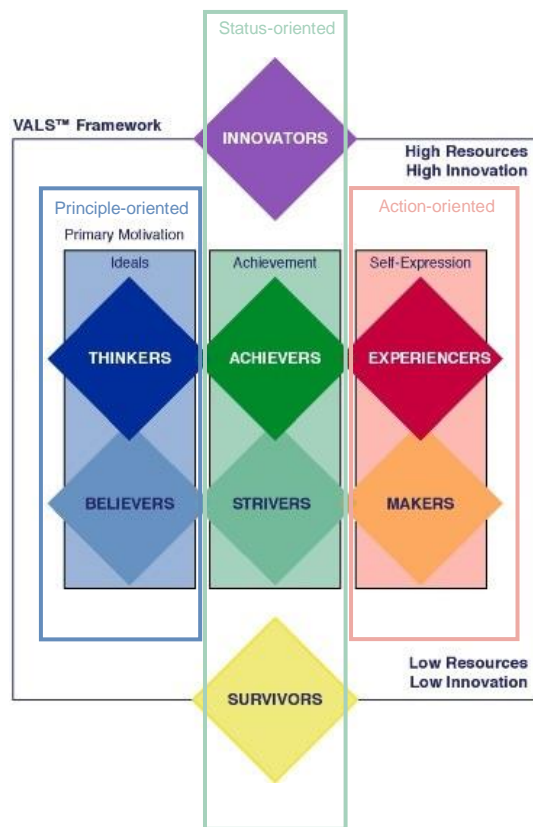 Status-oriented
VALS™ Framework
INNOVATORS
High Resources
High Innovation
Principle-oriented
Action-oriented
Primary Motivation
Ideals
Achievement
Self-Expression
THINKERS
ACHIEVERS
EXPERIENCERS
BELIEVERS
STRIVERS
MAKERS
Low Resources
Low Innovation
SURVIVORS